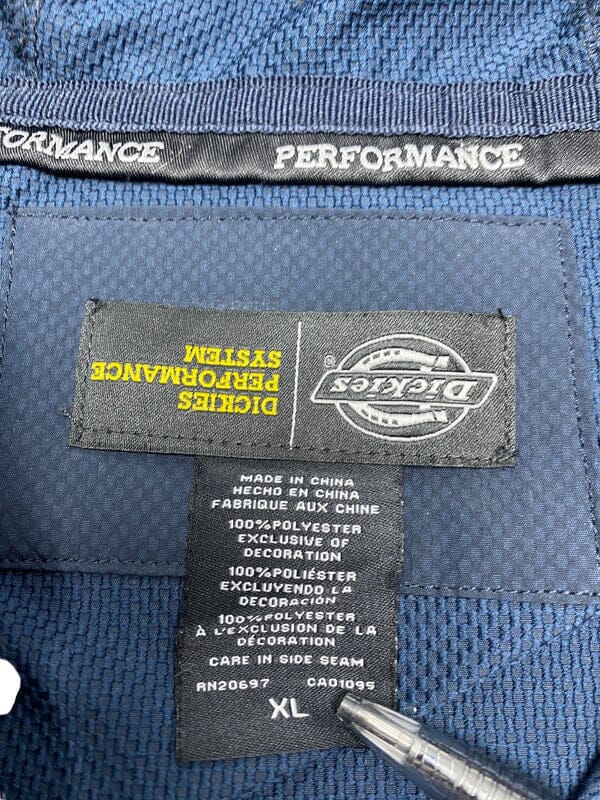 FORMANCE PERFORMANCE
DICKIES
PERFORMANCE
SYSTEM
Dickies®
MADE IN CHINA
HECHO EN CHINA
FABRIQUE AUX CHINE
100%POLYESTER
EXCLUSIVE OF
DECORATION
100%POLIÉSTER
EXCLUYENDO LA
DECORACIÓN
100%POLYESTER
À L'EXCLUSION DE LA
DÉCORATION
CARE IN SIDE SEAM
RN20697 CA01095
XL